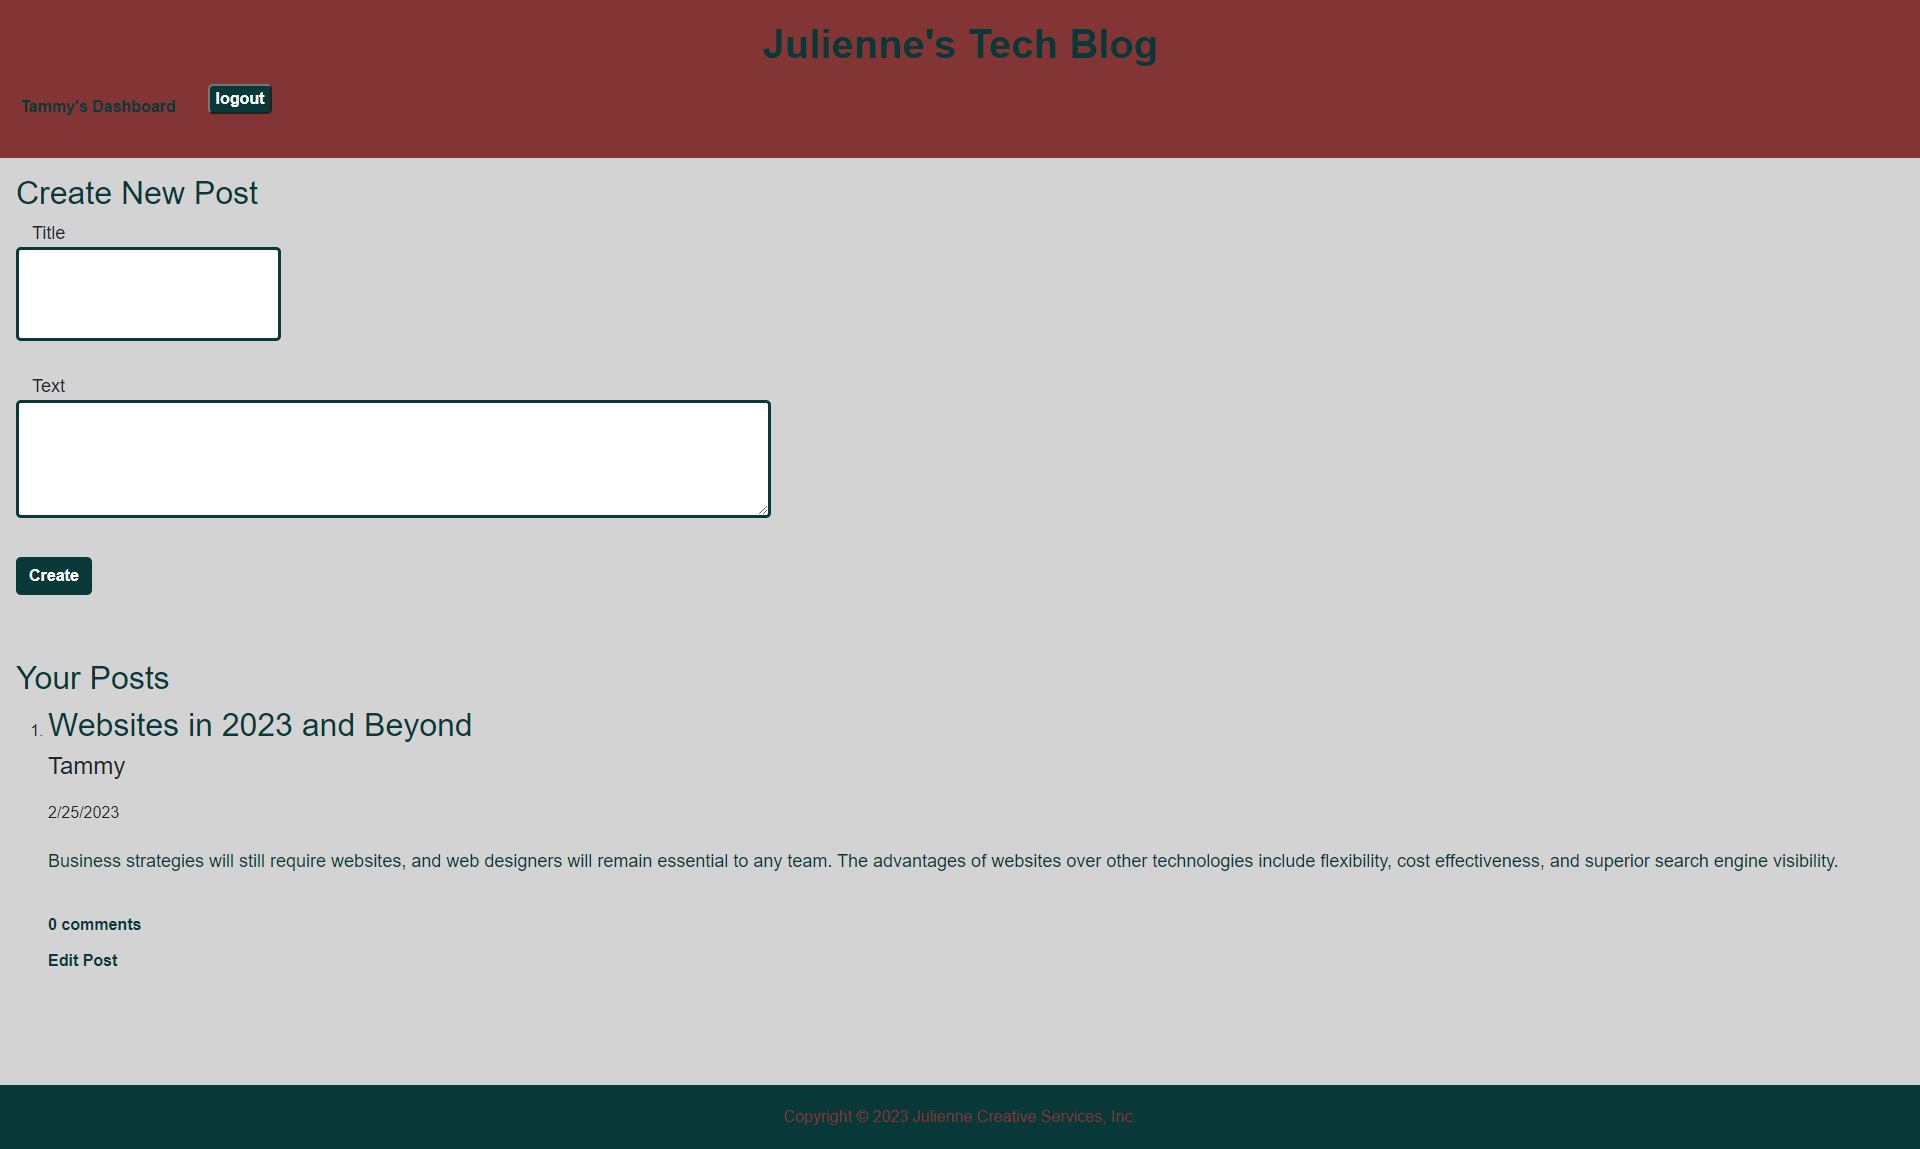 Julienne's Tech Blog
Tammy's Dashboard logout
Create New Post
Title
Text
Create
Your Posts
1. Websites in 2023 and Beyond
Tammy
2/25/2023
Business strategies will still require websites, and web designers will remain essential to any team. The advantages of websites over other technologies include flexibility, cost effectiveness, and superior search engine visibility.
0 comments
Edit Post
Copyright © 2023 Julienne Creative Services, Inc.